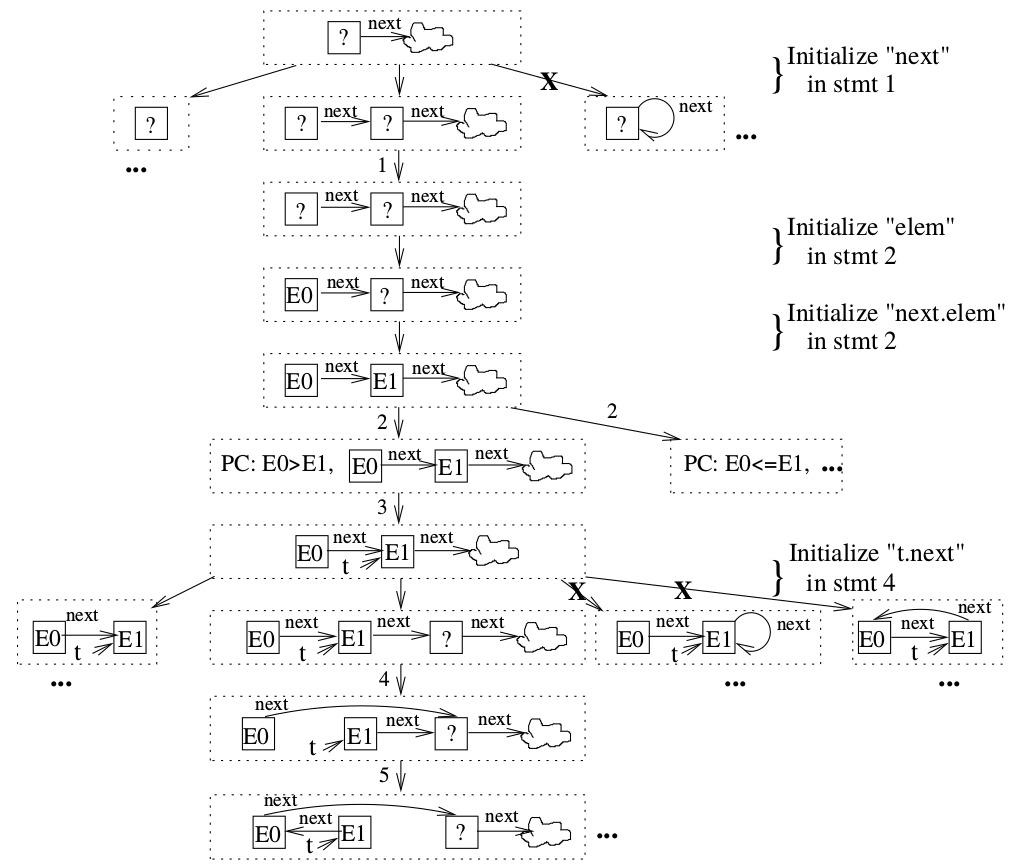 ? next
Initialize "next"
in stmt 1
X
?
? next ? next
? next
...
...
1
? next ? next
Initialize "elem"
in stmt 2
E0 next ? next
Initialize "next.elem"
in stmt 2
E0 next E1 next
2
2
PC: E0>E1, E0 next E1 next
PC: E0<=E1, ...
3
E0 next E1 next
t
Initialize "t.next"
in stmt 4
X
X
E0 next E1
t
E0 next E1 next ? next
t
E0 next E1 next
t
E0 next E1 next
t
...
...
...
4
next
E0 E1 next ? next
t
5
next
E0 next E1 ? next
t
...